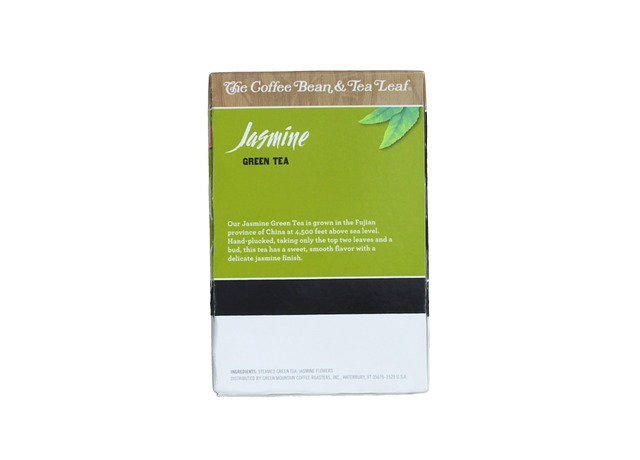 The Coffee Bean & Tea Leaf®
Jasmine
GREEN TEA
Our Jasmine Green Tea is grown in the Fujian
province of China at 4,500 feet above sea level.
Hand-plucked, taking only the top two leaves and a
bud, this tea has a sweet, smooth flavor with a
delicate jasmine finish.
INGREDIENTS: STEAMED GREEN TEA, JASMINE FLOWERS
DISTRIBUTED BY GREEN MOUNTAIN COFFEE ROASTERS, INC., WATERBURY, VT 05676-1529 U.S.A.